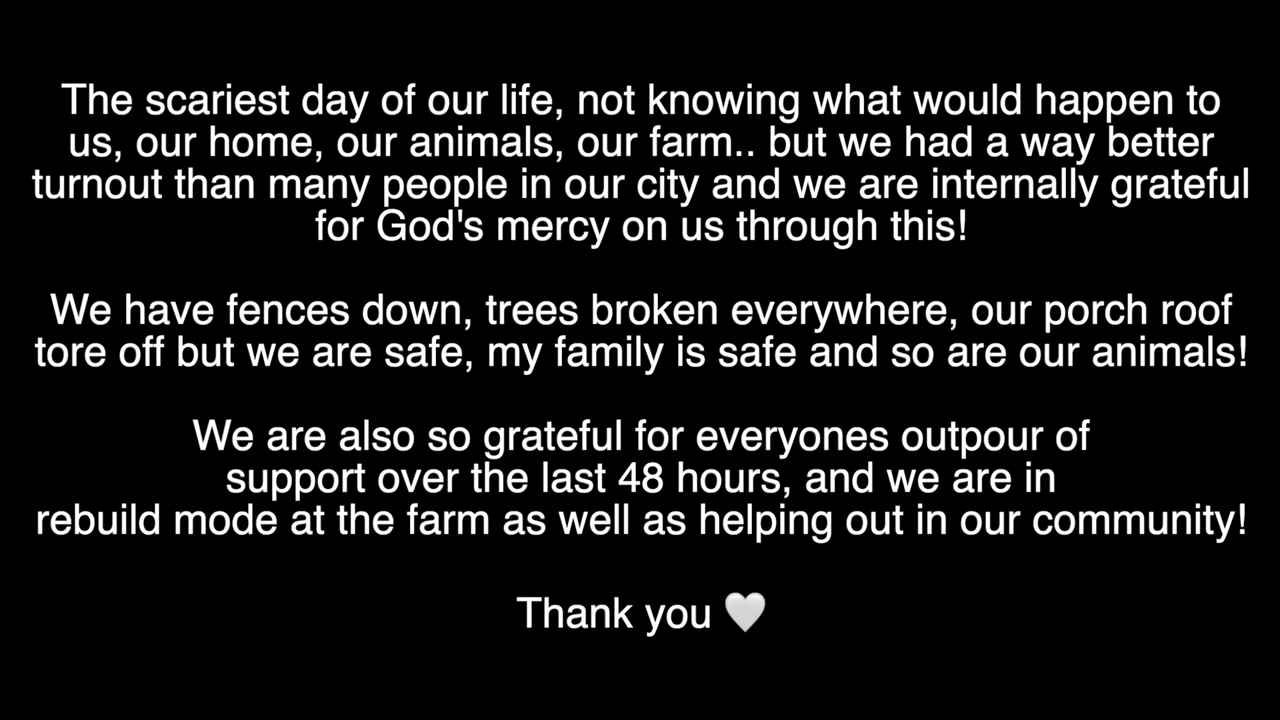 The scariest day of our life, not knowing what would happen to
us, our home, our animals, our farm.. but we had a way better
turnout than many people in our city and we are internally grateful
for God's mercy on us through this!
We have fences down, trees broken everywhere, our porch roof
tore off but we are safe, my family is safe and so are our animals!
We are also so grateful for everyones outpour of
support over the last 48 hours, and we are in
rebuild mode at the farm as well as helping out in our community!
Thank you 🤍